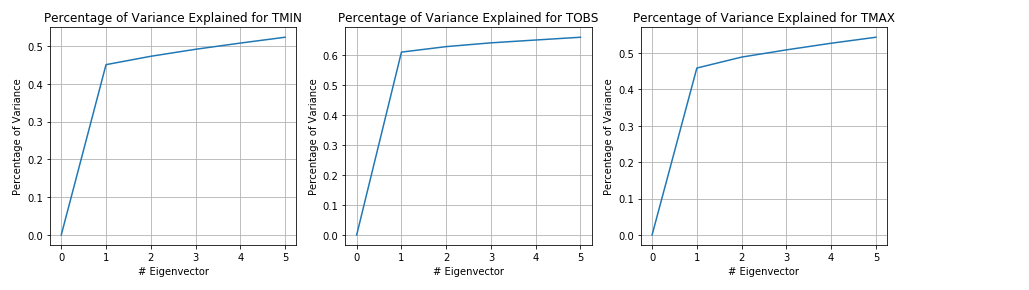 Percentage of Variance Explained for TMIN
Percentage of Variance
0.5
0.4
0.3
0.2
0.1
0.0
0 1 2 3 4 5
# Eigenvector
Percentage of Variance Explained for TOBS
Percentage of Variance
0.6
0.5
0.4
0.3
0.2
0.1
0.0
0 1 2 3 4 5
# Eigenvector
Percentage of Variance Explained for TMAX
Percentage of Variance
0.5
0.4
0.3
0.2
0.1
0.0
0 1 2 3 4 5
# Eigenvector